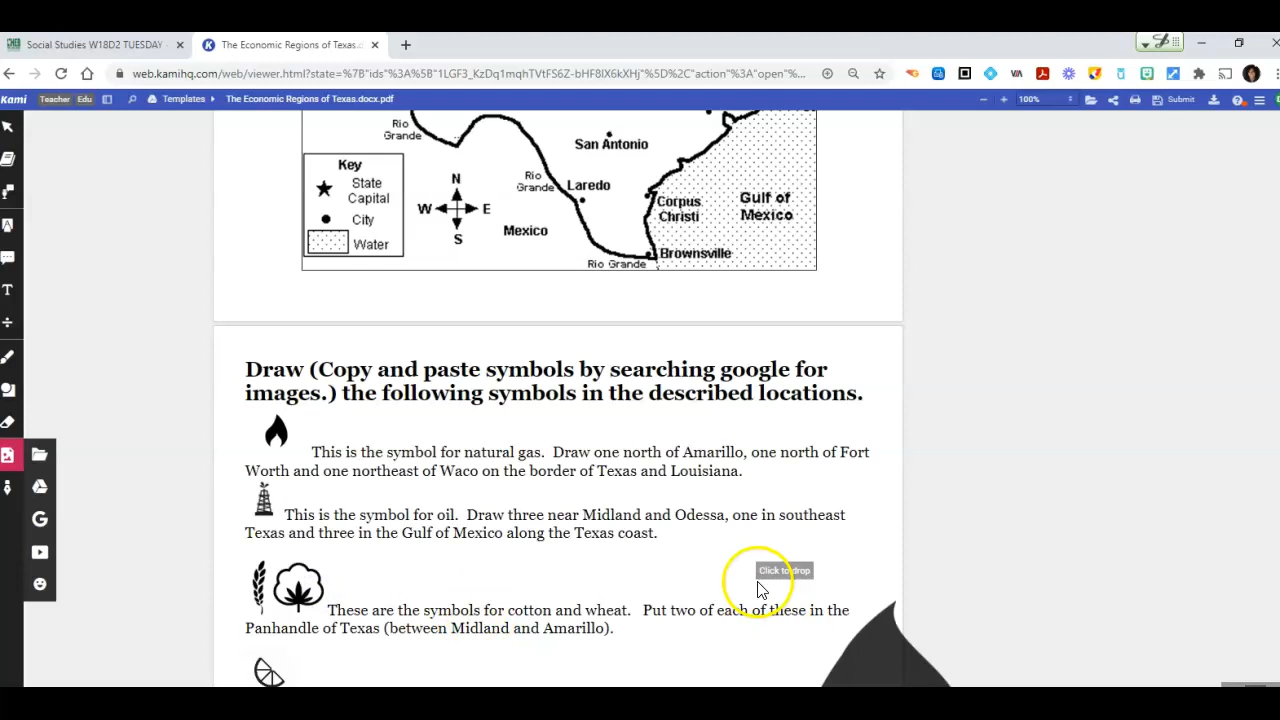 Social Studies W18D2 TUESDAY
The Economic Regions of Texas.
web.kamihq.com/web/viewer.html?state=%7B"ids"%3A%5B"1LGF3_KzDq1mqhTVtFS6Z-bHF8lX6kXHj"%5D%2C"action"%3A"open"%...
Kami Teacher Edu Templates The Economic Regions of Texas.docx.pdf 100% Submit
Rio
Grande
San Antonio
Key
State
Capital
City
Water
N
W E
S
Rio
Grande
Laredo
Corpus
Christi
Gulf of
Mexico
Mexico
Brownsville
Rio Grande
Draw (Copy and paste symbols by searching google for
images.) the following symbols in the described locations.
This is the symbol for natural gas. Draw one north of Amarillo, one north of Fort
Worth and one northeast of Waco on the border of Texas and Louisiana.
This is the symbol for oil. Draw three near Midland and Odessa, one in southeast
Texas and three in the Gulf of Mexico along the Texas coast.
Click to drop
These are the symbols for cotton and wheat. Put two of each of these in the
Panhandle of Texas (between Midland and Amarillo).